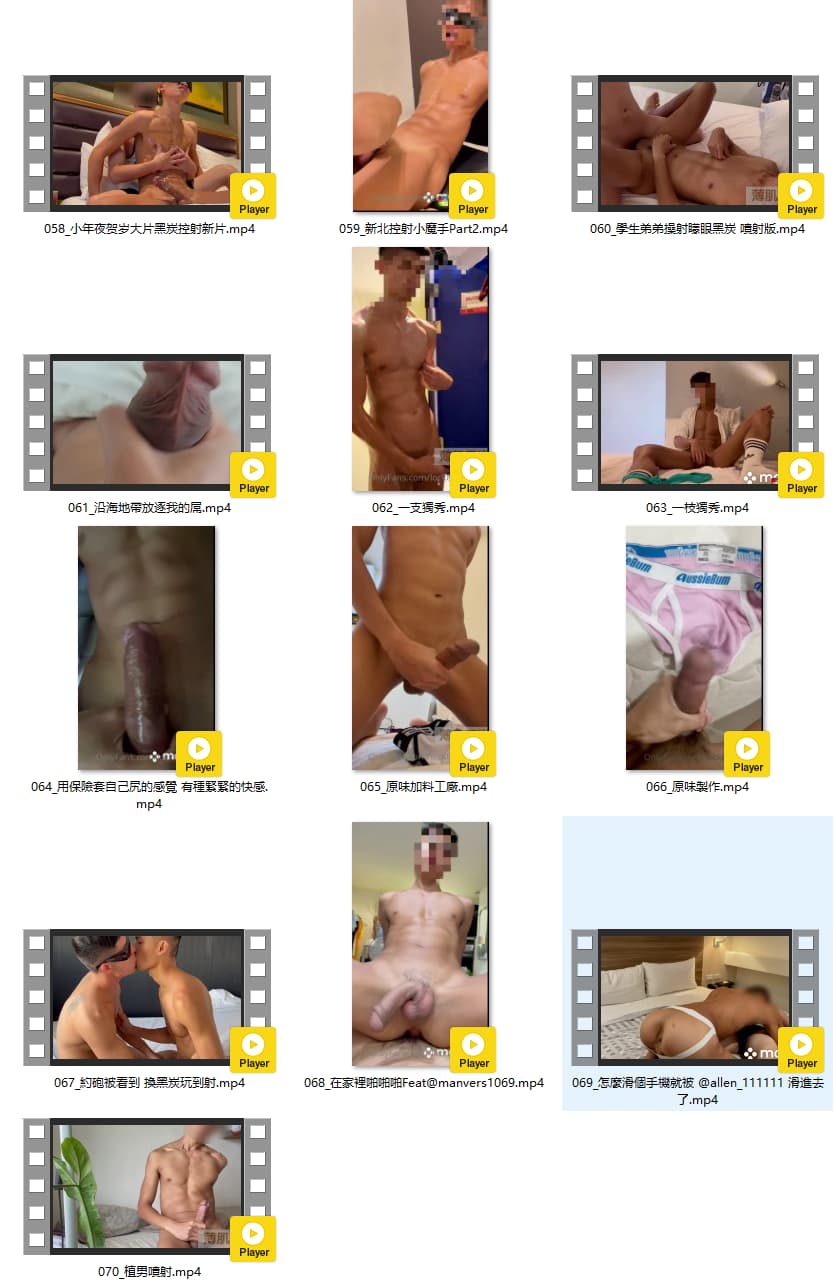 Player
Player
薄肌
Player
058_小年夜贺岁大片黑炭控射新片.mp4
059_新北控射小魔手Part2.mp4
060_學生弟弟操射曚眼黑炭 噴射版.mp4
Player
OnlyFans.com/
Player
Player
061_沿海地帶放逐我的屌.mp4
062_一支獨秀.mp4
063_一枝獨秀.mp4
aussieBum
Player
Player
Player
064_用保險套自己尻的感覺 有種緊緊的快感.
mp4
065_原味加料工廠.mp4
066_原味製作.mp4
Player
Player
Player
067_約砲被看到 換黑炭玩到射.mp4
068_在家裡啪啪啪Feat@manvers1069.mp4
069_怎麼滑個手機就被 @allen_111111 滑進去
了.mp4
薄肌
Player
070_植男噴射.mp4